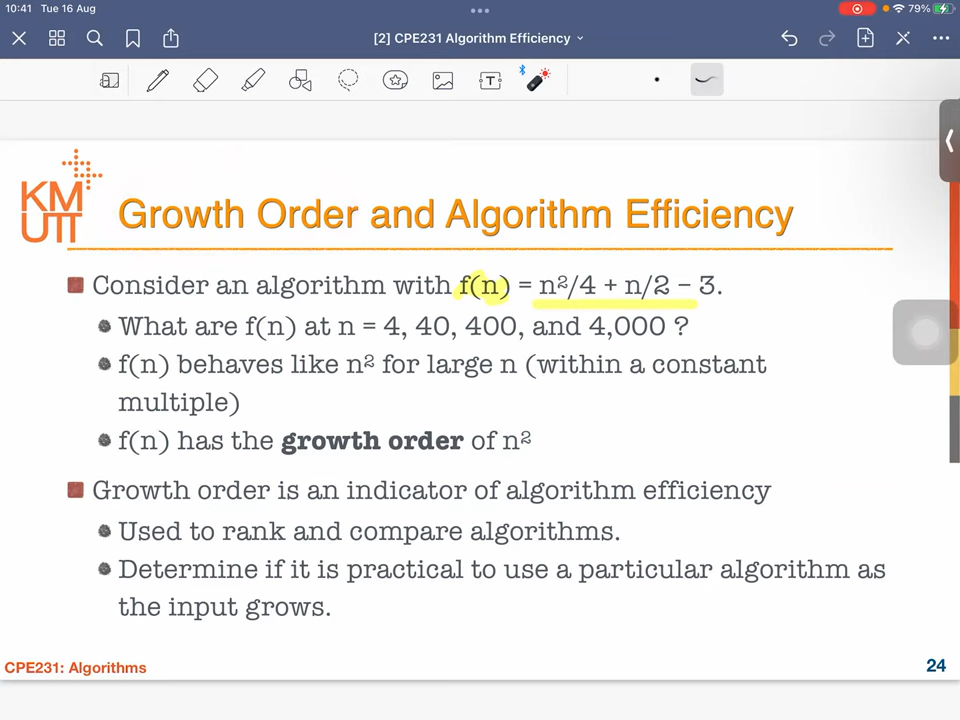 10:41 Tue 16 Aug
79%
[2] CPE231 Algorithm Efficiency
T
KM
UTT
Growth Order and Algorithm Efficiency
Consider an algorithm with f(n) = n²/4 + n/2 − 3.
What are f(n) at n = 4, 40, 400, and 4,000 ?
f(n) behaves like n² for large n (within a constant
multiple)
f(n) has the growth order of n²
Growth order is an indicator of algorithm efficiency
Used to rank and compare algorithms.
Determine if it is practical to use a particular algorithm as
the input grows.
CPE231: Algorithms
24